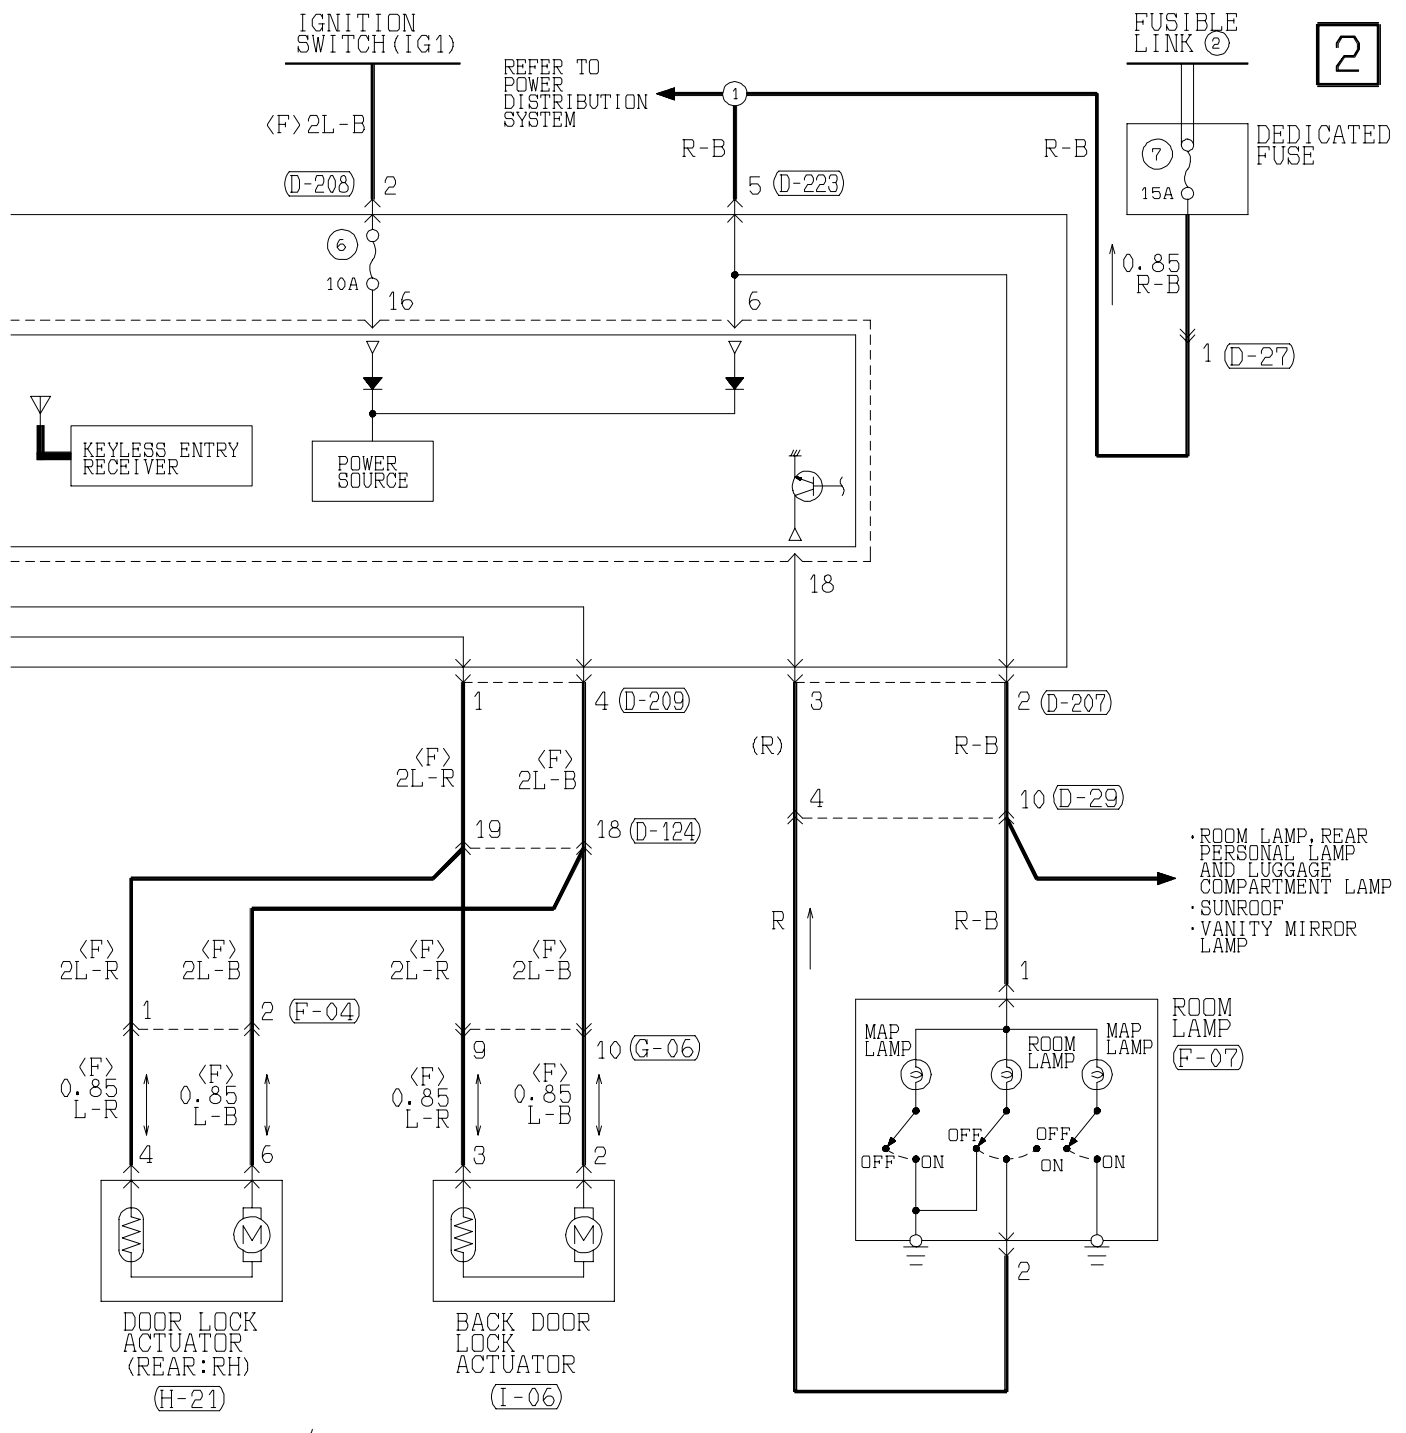 IGNITION
SWITCH(IG1)
FUSIBLE
LINK ②
2
REFER TO
POWER
DISTRIBUTION
SYSTEM
1
<F>2L-B
R-B
R-B
DEDICATED
FUSE
7
15A
D-208
2
5
D-223
6
10A
16
6
0.85
R-B
1
D-27
KEYLESS ENTRY
RECEIVER
POWER
SOURCE
18
1
4
D-209
3
2
D-207
<F>
2L-R
<F>
2L-B
(R)
R-B
4
10
D-29
19
18
D-124
·ROOM LAMP,REAR
PERSONAL LAMP
AND LUGGAGE
COMPARTMENT LAMP
·SUNROOF
·VANITY MIRROR
LAMP
R
R-B
<F>
2L-R
<F>
2L-B
<F>
2L-R
<F>
2L-B
1
1
2
F-04
ROOM
LAMP
F-07
MAP
LAMP
ROOM
LAMP
MAP
LAMP
9
10
G-06
<F>
0.85
L-R
<F>
0.85
L-B
<F>
0.85
L-R
<F>
0.85
L-B
OFF
ON
OFF
ON
OFF
ON
4
6
3
2
M
M
2
DOOR LOCK
ACTUATOR
(REAR:RH)
H-21
BACK DOOR
LOCK
ACTUATOR
I-06